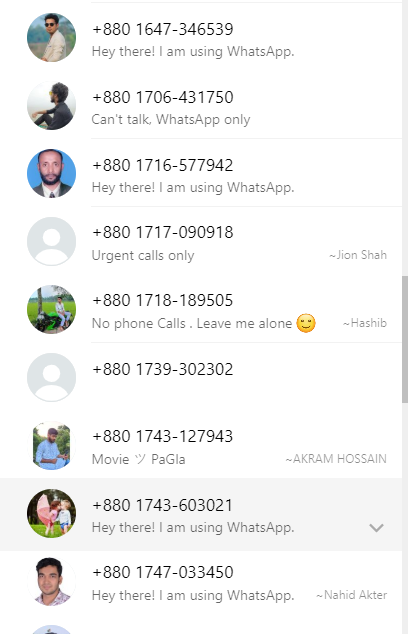 +880 1647-346539
Hey there! I am using WhatsApp.
+880 1706-431750
Can't talk, WhatsApp only
+880 1716-577942
Hey there! I am using WhatsApp.
+880 1717-090918
Urgent calls only ~Jion Shah
+880 1718-189505
No phone Calls . Leave me alone 😌 ~Hashib
+880 1739-302302
+880 1743-127943
Movie ツ PaGla ~AKRAM HOSSAIN
+880 1743-603021
Hey there! I am using WhatsApp.
+880 1747-033450
Hey there! I am using WhatsApp. ~Nahid Akter